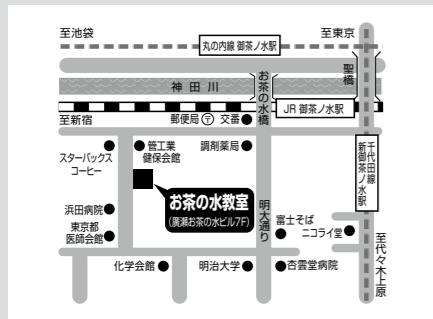 至池袋
至東京
丸の内線 御茶ノ水駅
聖橋
神田川
お茶の水橋
JR 御茶ノ水駅
至新宿
郵便局
〒
交番
スターバックス
コーヒー
管工業
健保会館
調剤薬局
千代田線
新御茶ノ水駅
お茶の水教室
(廣瀬お茶の水ビル7F)
浜田病院
東京都
医師会館
明大通り
富士そば
ニコライ堂
至代々木上原
化学会館
明治大学
杏雲堂病院